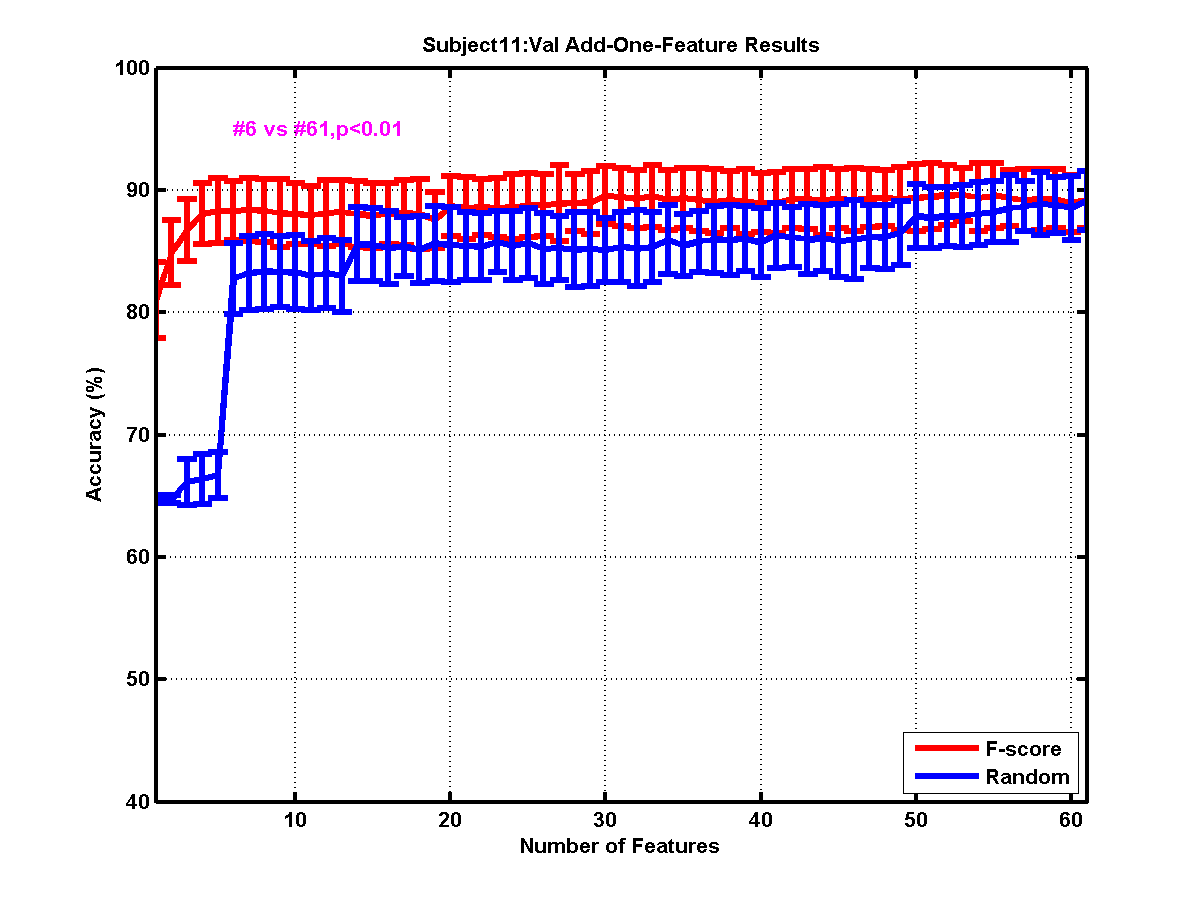 Subject11:Val Add-One-Feature Results
100
90
80
70
60
50
40
#6 vs #61,p<0.01
Accuracy (%)
F-score
Random
10 20 30 40 50 60
Number of Features